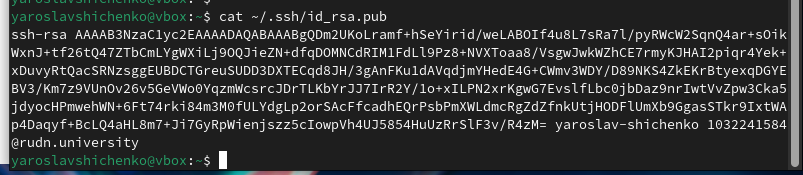 yaroslavshichenko@vbox:~$ cat ~/.ssh/id_rsa.pub
ssh-rsa AAAAB3NzaC1yc2EAAAADAQABAAABgQDm2UKoLramf+hSeYirid/weLABOIf4u8L7sRa7l/pyRWcW2SqnQ4ar+sOik
WxnJ+tf26tQ47ZTbCmLYgWXiLj9OQJieZN+dfqDOMNCdRIM1FdLl9Pz8+NVXToaa8/VsgwJwkWZhCE7rmyKJHAI2piqr4Yek+
xDuvyRtQacSRNzsggEUBDCTGreuSUDD3DXTECqd8JH/3gAnFKu1dAVqdjmYHedE4G+CWmv3WDY/D89NKS4ZkEKrBtyexqDGYE
BV3/Km7z9VUnOv26v5GeVWo0YqzmWcsrcJDrTLKbYrJJ7IrR2Y/1o+xILPN2xrKgwG7EvslfLbc0jbDaz9nrIwtVvZpw3Cka5
jdyocHPmwehWN+6Ft74rki84m3M0fULYdgLp2orSAcFfcadhEQrPsbPmXWLdmcRgZdZfnkUtjHODFlUmXb9GgasSTkr9IxtWA
p4Daqyf+BcLQ4aHL8m7+Ji7GyRpWienjszz5cIowpVh4UJ5854HuUzRrSlF3v/R4zM= yaroslav-shichenko 1032241584
@rudn.university
yaroslavshichenko@vbox:~$